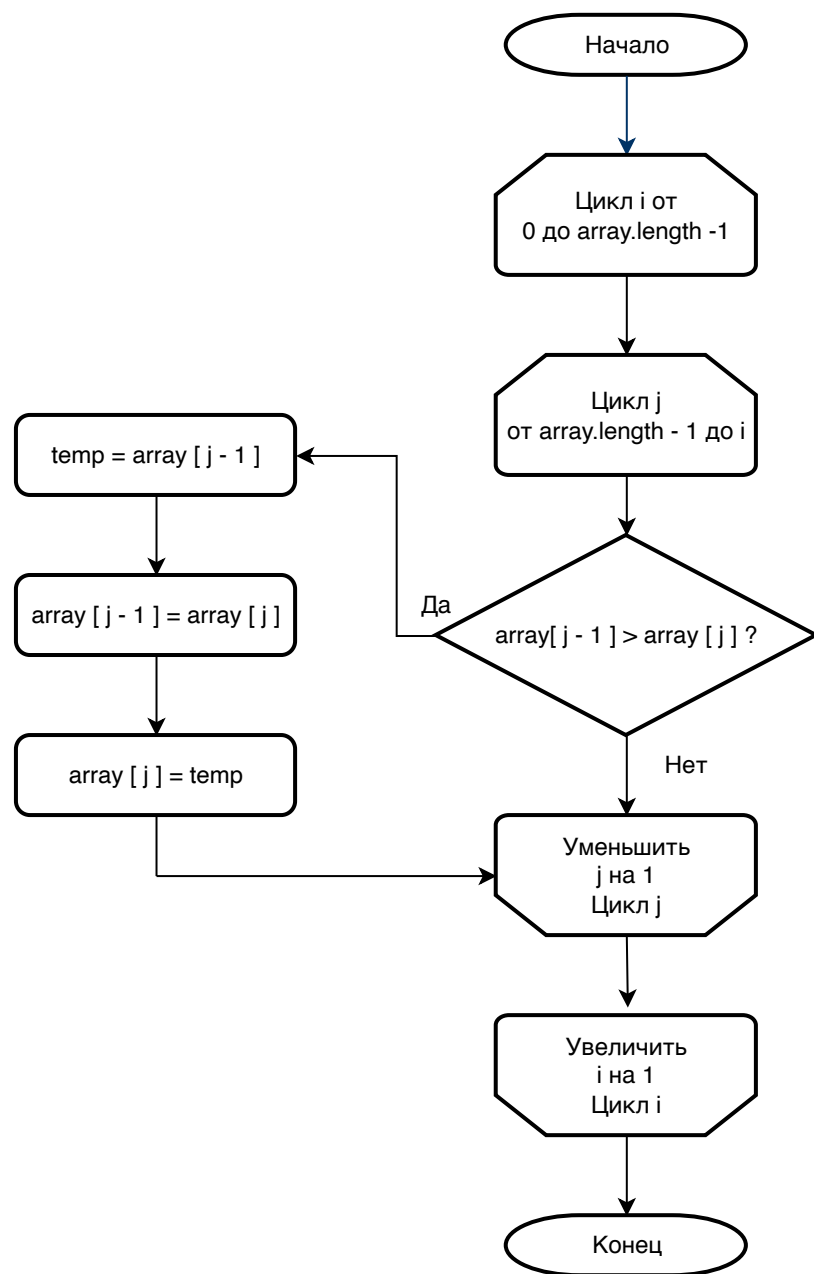 Начало
Цикл i от
0 до array.length -1
Цикл j
от array.length - 1 до i
array[ j - 1 ] > array [ j ] ?
Да
temp = array [ j - 1 ]
array [ j - 1 ] = array [ j ]
array [ j ] = temp
Нет
Уменьшить
j на 1
Цикл j
Увеличить
i на 1
Цикл i
Конец